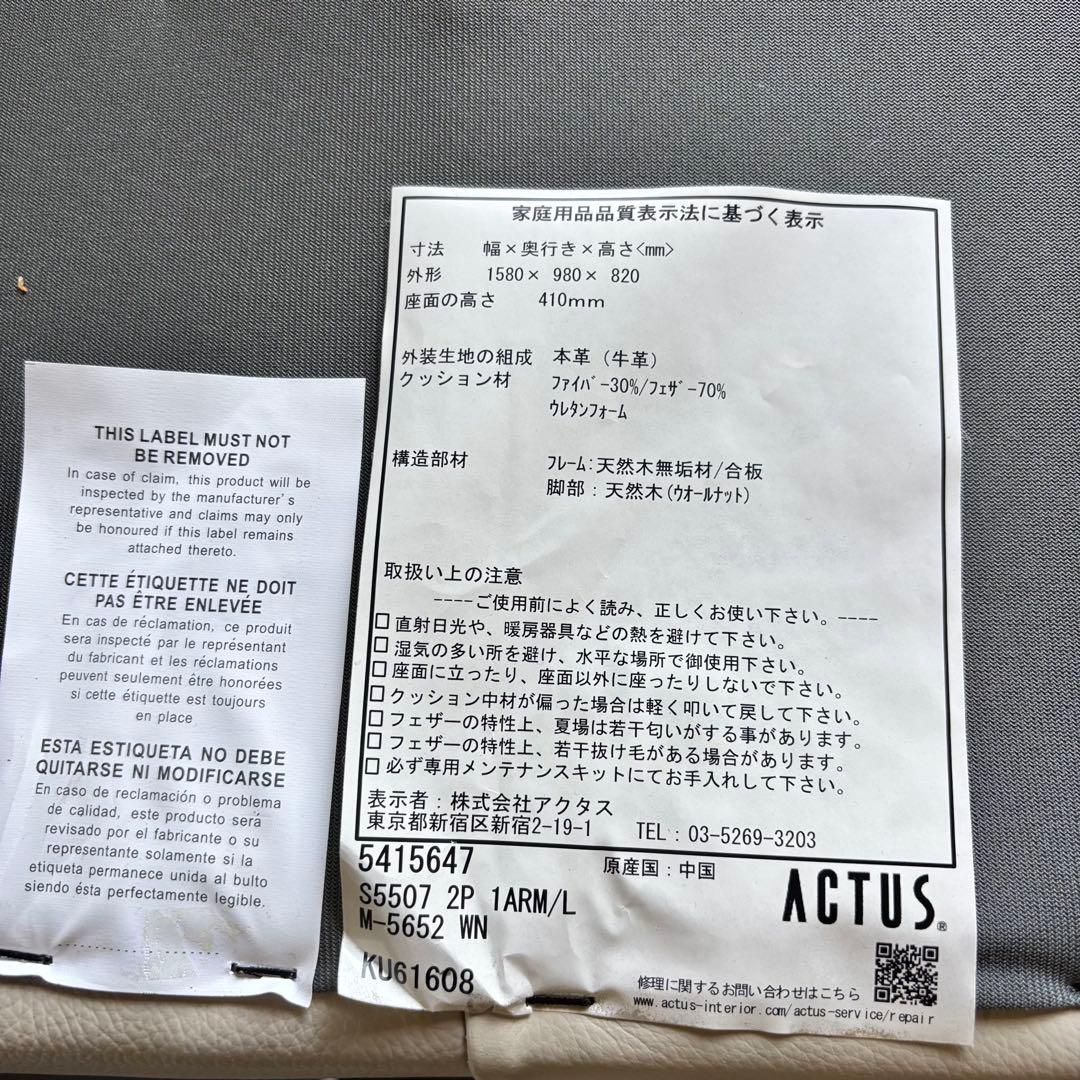 THIS LABEL MUST NOT
BE REMOVED
In case of claim, this product will be
inspected by the manufacturer's
representative and claims may only
be honoured if this label remains
attached thereto.
CETTE ÉTIQUETTE NE DOIT
PAS ÊTRE ENLEVÉE
En cas de réclamation, ce produit
sera inspecté par le représentant
du fabricant et les réclamations
peuvent seulement être honorées
si cette étiquette est toujours
en place
ESTA ESTIQUETA NO DEBE
QUITARSE NI MODIFICARSE
En caso de reclamación o problema
de calidad, este producto será
revisado por el fabricante o su
representante solamente si la
etiqueta permanece unida al bulto
siendo ésta perfectamente legible.
家庭用品品質表示法に基づく表示
寸法 幅×奥行き×高さ<mm>
外形 1580× 980× 820
座面の高さ 410mm
外装生地の組成 本革（牛革）
クッション材 ﾌｧｲﾊﾞｰ30%/ﾌｪｻﾞｰ70%
ｳﾚﾀﾝﾌｫｰﾑ
構造部材 ﾌﾚｰﾑ:天然木無垢材/合板
脚部：天然木(ｳｵｰﾙﾅｯﾄ)
取扱い上の注意
----ご使用前によく読み、正しくお使い下さい。----
□ 直射日光や、暖房器具などの熱を避けて下さい。
□ 湿気の多い所を避け、水平な場所で御使用下さい。
□ 座面に立ったり、座面以外に座ったりしないで下さい。
□ クッション中材が偏った場合は軽く叩いて戻して下さい。
□ フェザーの特性上、夏場は若干匂いがする事があります。
□ フェザーの特性上、若干抜け毛がある場合があります。
□ 必ず専用メンテナンスキットにてお手入れして下さい。
表示者：株式会社アクタス
東京都新宿区新宿2-19-1 TEL：03-5269-3203
5415647 原産国：中国
S5507 2P 1ARM/L
M-5652 WN
ACTUS®
KU61608
修理に関するお問い合わせはこちら
www.actus-interior.com/actus-service/repair